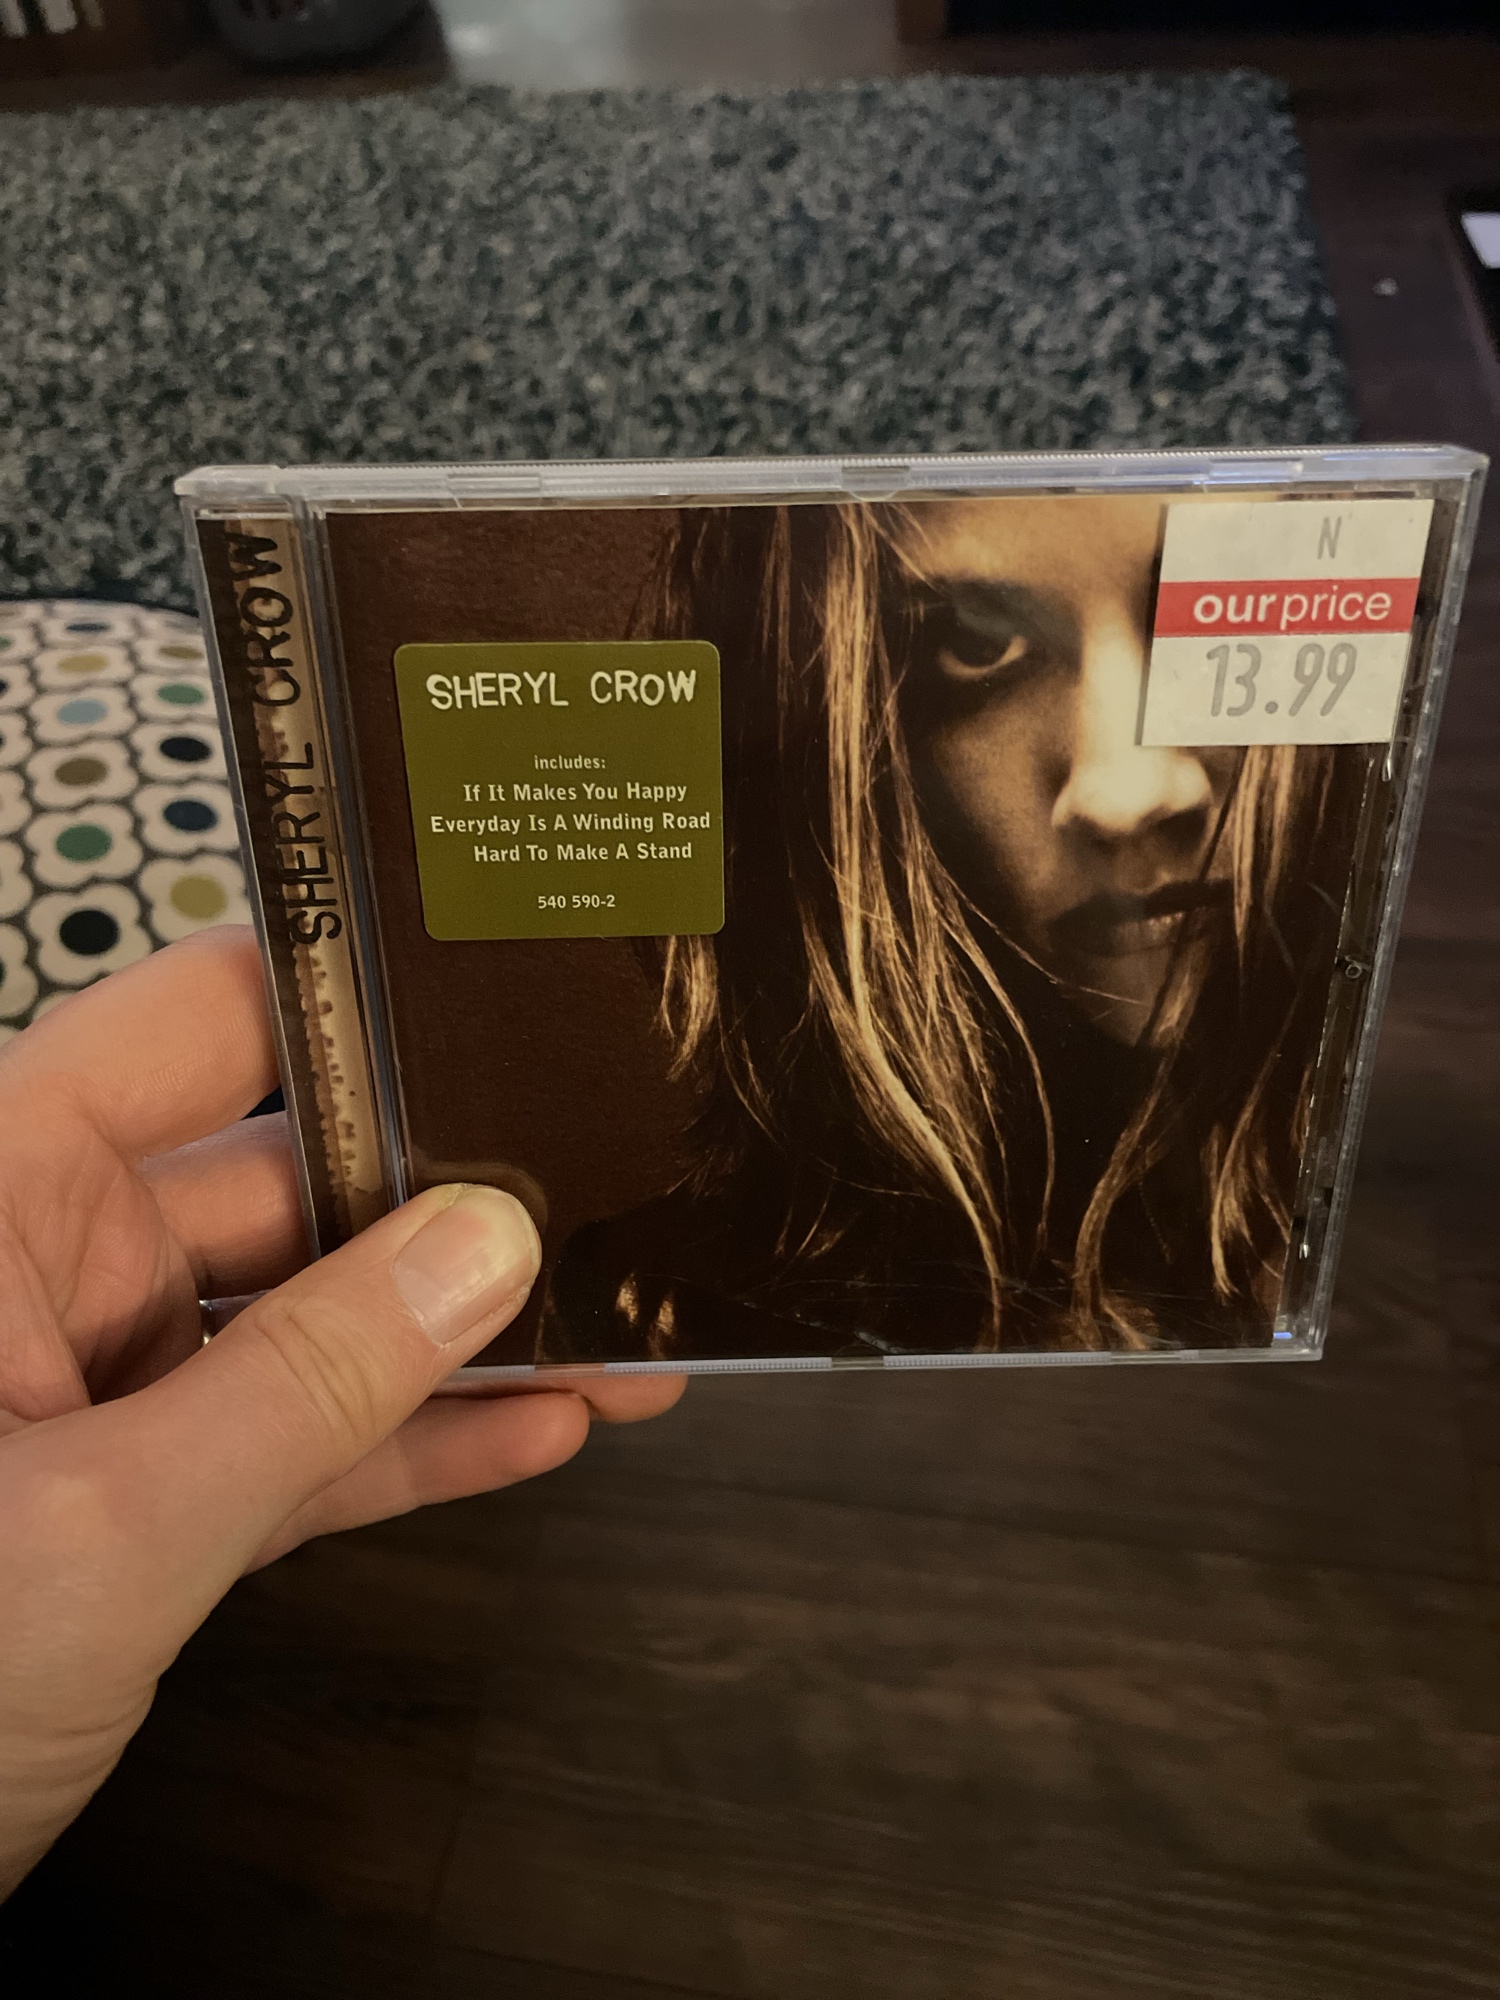 SHERYL CROW
SHERYL CROW
includes:
If It Makes You Happy
Everyday Is A Winding Road
Hard To Make A Stand
540 590-2
N
ourprice
13.99